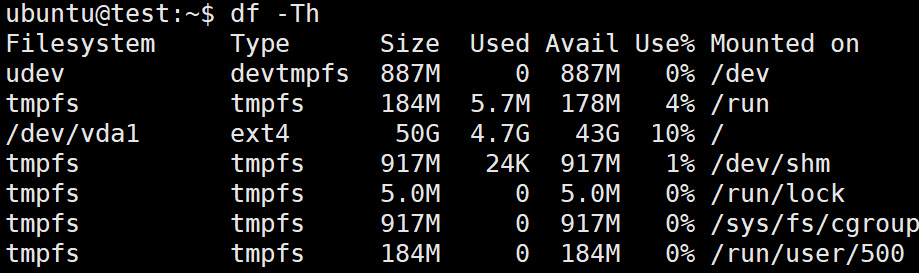 ubuntu@test:~$ df -Th
Filesystem     Type      Size  Used Avail Use% Mounted on
udev           devtmpfs  887M     0  887M   0% /dev
tmpfs          tmpfs     184M  5.7M  178M   4% /run
/dev/vda1      ext4       50G  4.7G   43G  10% /
tmpfs          tmpfs     917M   24K  917M   1% /dev/shm
tmpfs          tmpfs     5.0M     0  5.0M   0% /run/lock
tmpfs          tmpfs     917M     0  917M   0% /sys/fs/cgroup
tmpfs          tmpfs     184M     0  184M   0% /run/user/500